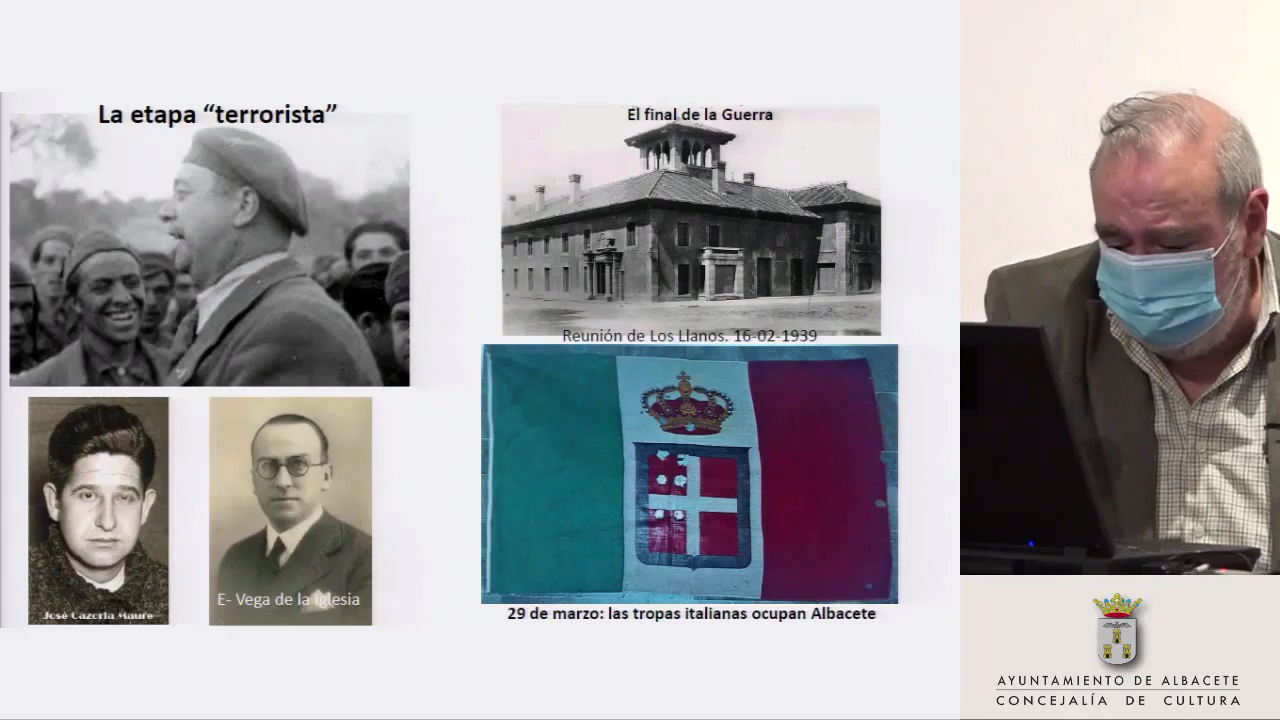 La etapa “terrorista”
José Cazorla Maure
E- Vega de la Iglesia
El final de la Guerra
Reunión de Los Llanos. 16-02-1939
29 de marzo: las tropas italianas ocupan Albacete
AYUNTAMIENTO DE ALBACETE
CONCEJALÍA DE CULTURA